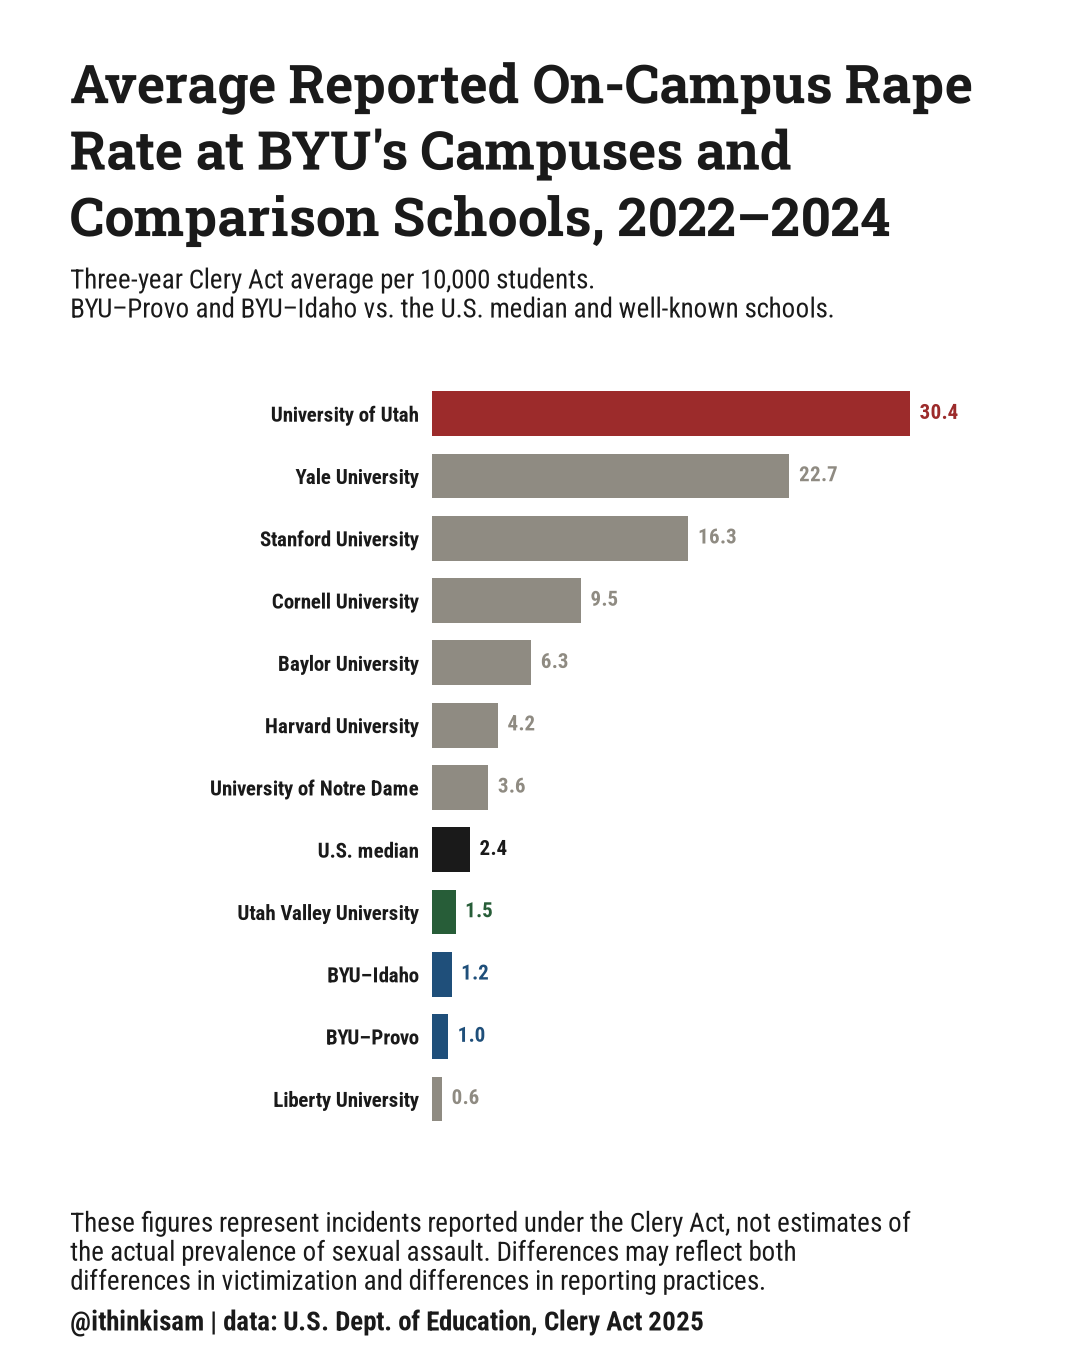 Average Reported On-Campus Rape
Rate at BYU's Campuses and
Comparison Schools, 2022–2024
Three-year Clery Act average per 10,000 students.
BYU–Provo and BYU–Idaho vs. the U.S. median and well-known schools.
University of Utah 30.4
Yale University 22.7
Stanford University 16.3
Cornell University 9.5
Baylor University 6.3
Harvard University 4.2
University of Notre Dame 3.6
U.S. median 2.4
Utah Valley University 1.5
BYU–Idaho 1.2
BYU–Provo 1.0
Liberty University 0.6
These figures represent incidents reported under the Clery Act, not estimates of
the actual prevalence of sexual assault. Differences may reflect both
differences in victimization and differences in reporting practices.
@ithinkisam | data: U.S. Dept. of Education, Clery Act 2025